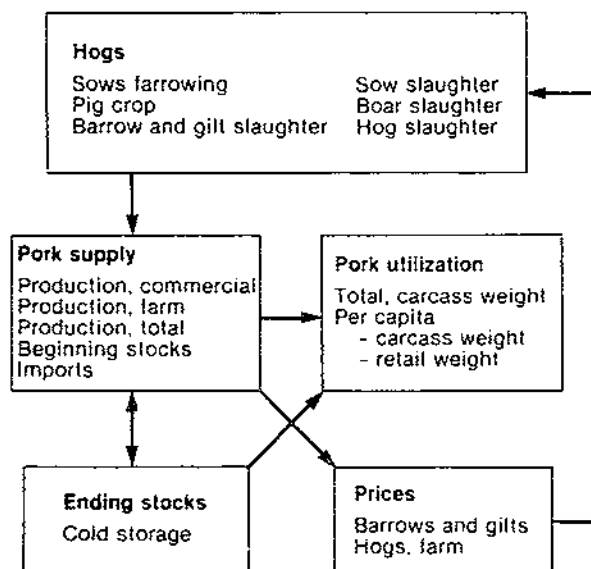 Hogs
Sows farrowing
Pig crop
Barrow and gilt slaughter
Sow slaughter
Boar slaughter
Hog slaughter
Pork supply
Production, commercial
Production, farm
Production, total
Beginning stocks
Imports
Pork utilization
Total, carcass weight
Per capita
- carcass weight
- retail weight
Ending stocks
Cold storage
Prices
Barrows and gilts
Hogs, farm